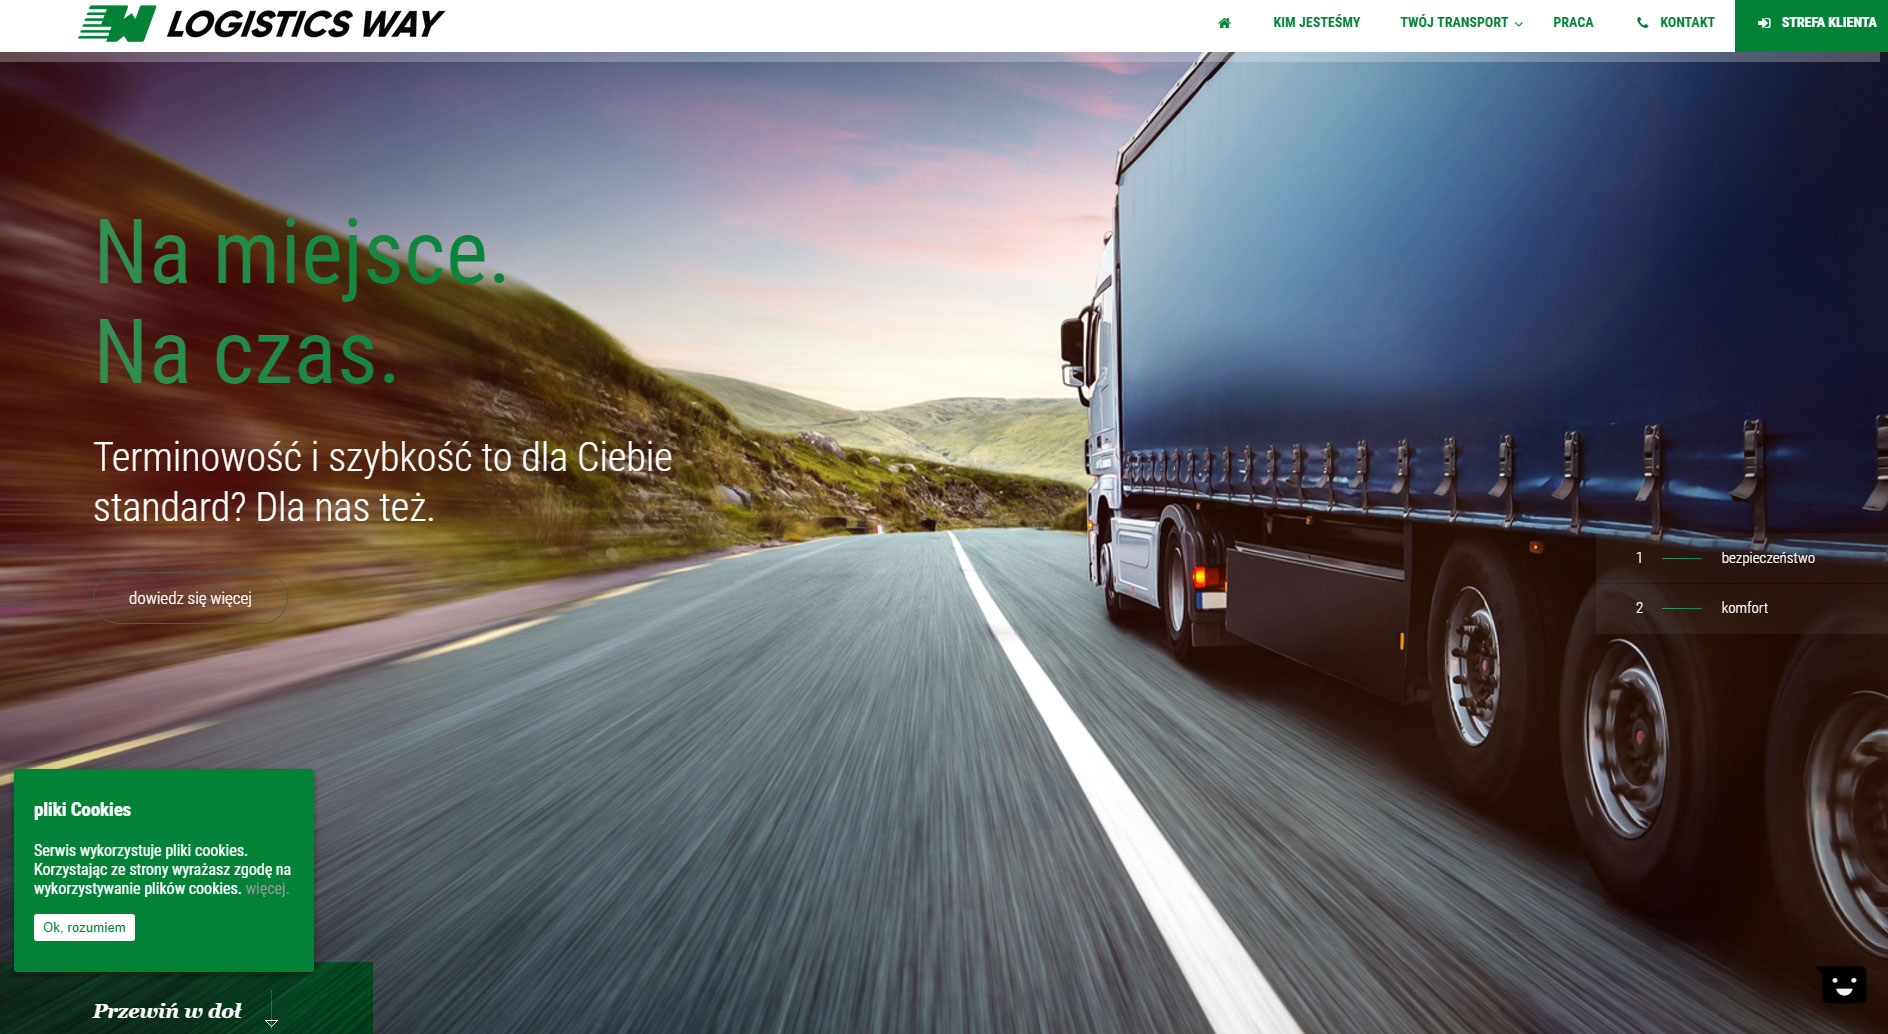 LOGISTICS WAY
KIM JESTEŚMY
TWÓJ TRANSPORT
PRACA
KONTAKT
STREFA KLIENTA
Na miejsce.
Na czas.
Terminowość i szybkość to dla Ciebie
standard? Dla nas też.
dowiedz się więcej
1 bezpieczeństwo
2 komfort
pliki Cookies
Serwis wykorzystuje pliki cookies.
Korzystając ze strony wyrażasz zgodę na
wykorzystywanie plików cookies. więcej.
Ok, rozumiem
Przewiń w doł